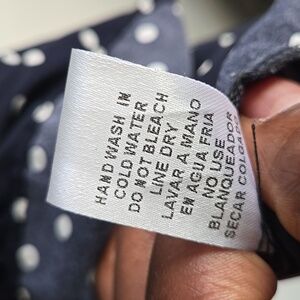 HAND WASH IN
COLD WATER
DO NOT BLEACH
LINE DRY
LAVAR A MANO
EN AGUA FRIA
NO USE
BLANQUEADOR
SECAR